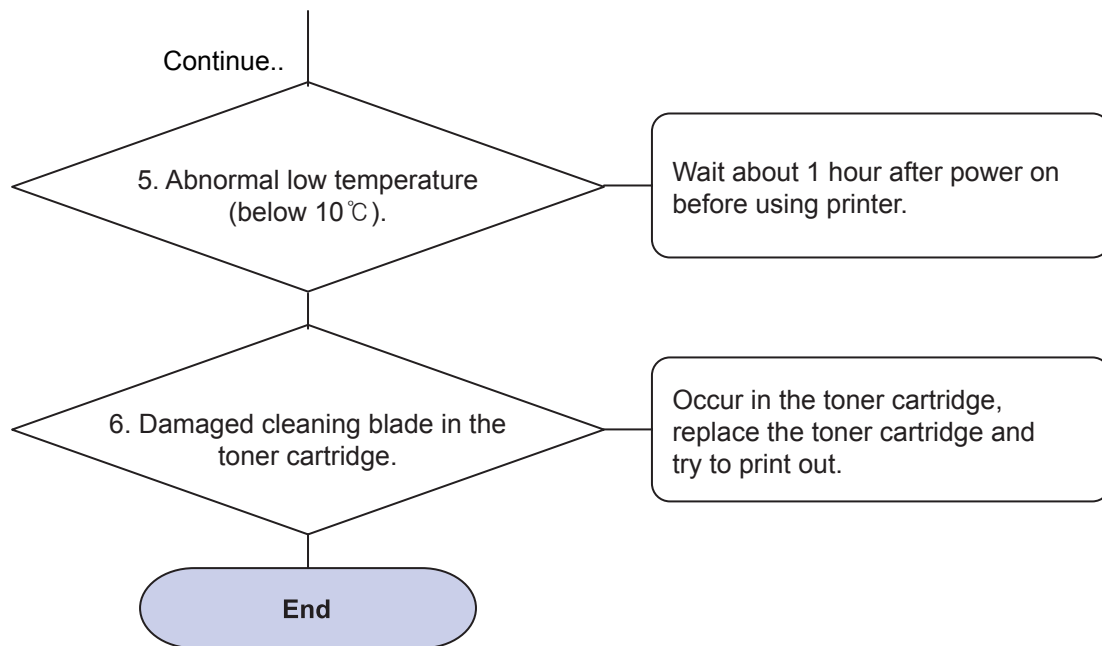 Continue..
5. Abnormal low temperature
(below 10℃).
Wait about 1 hour after power on
before using printer.
6. Damaged cleaning blade in the
toner cartridge.
Occur in the toner cartridge,
replace the toner cartridge and
try to print out.
End